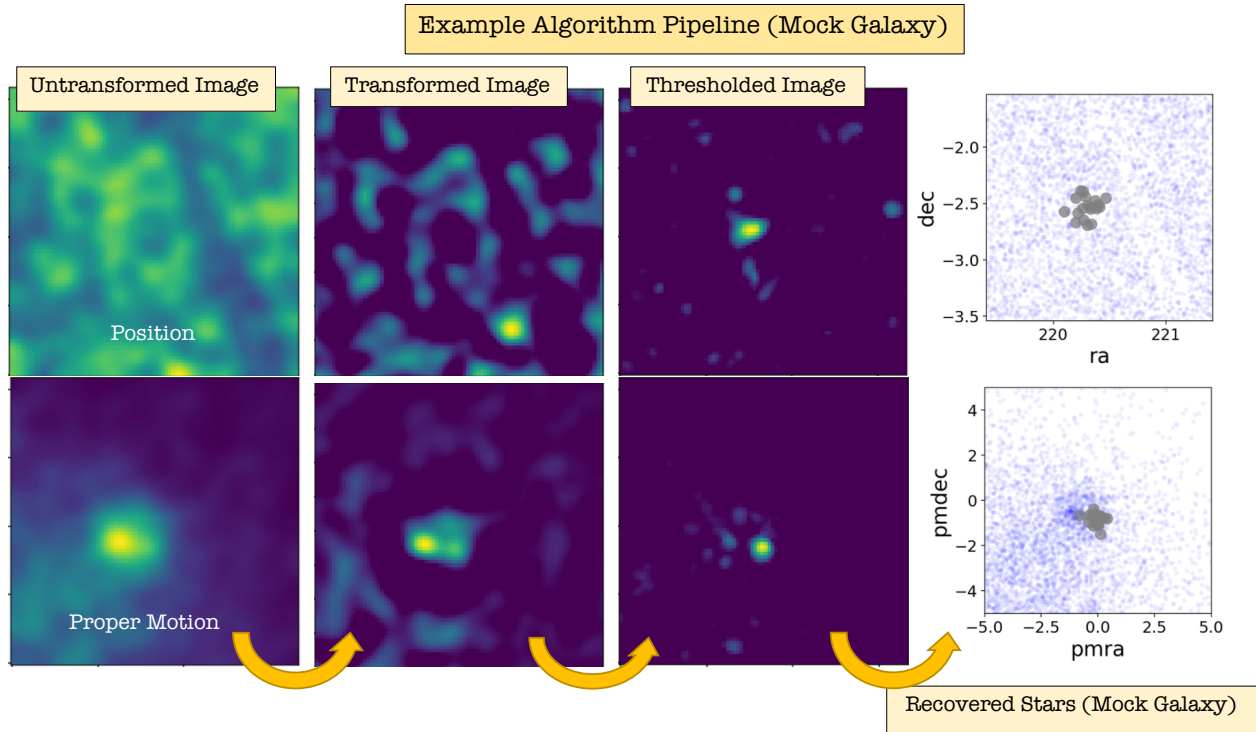 Example Algorithm Pipeline (Mock Galaxy)
Untransformed Image
Transformed Image
Thresholded Image
Position
Proper Motion
dec
−2.0
−2.5
−3.0
−3.5
220
221
ra
pmdec
4
2
0
−2
−4
−5.0
−2.5
0.0
2.5
5.0
pmra
Recovered Stars (Mock Galaxy)